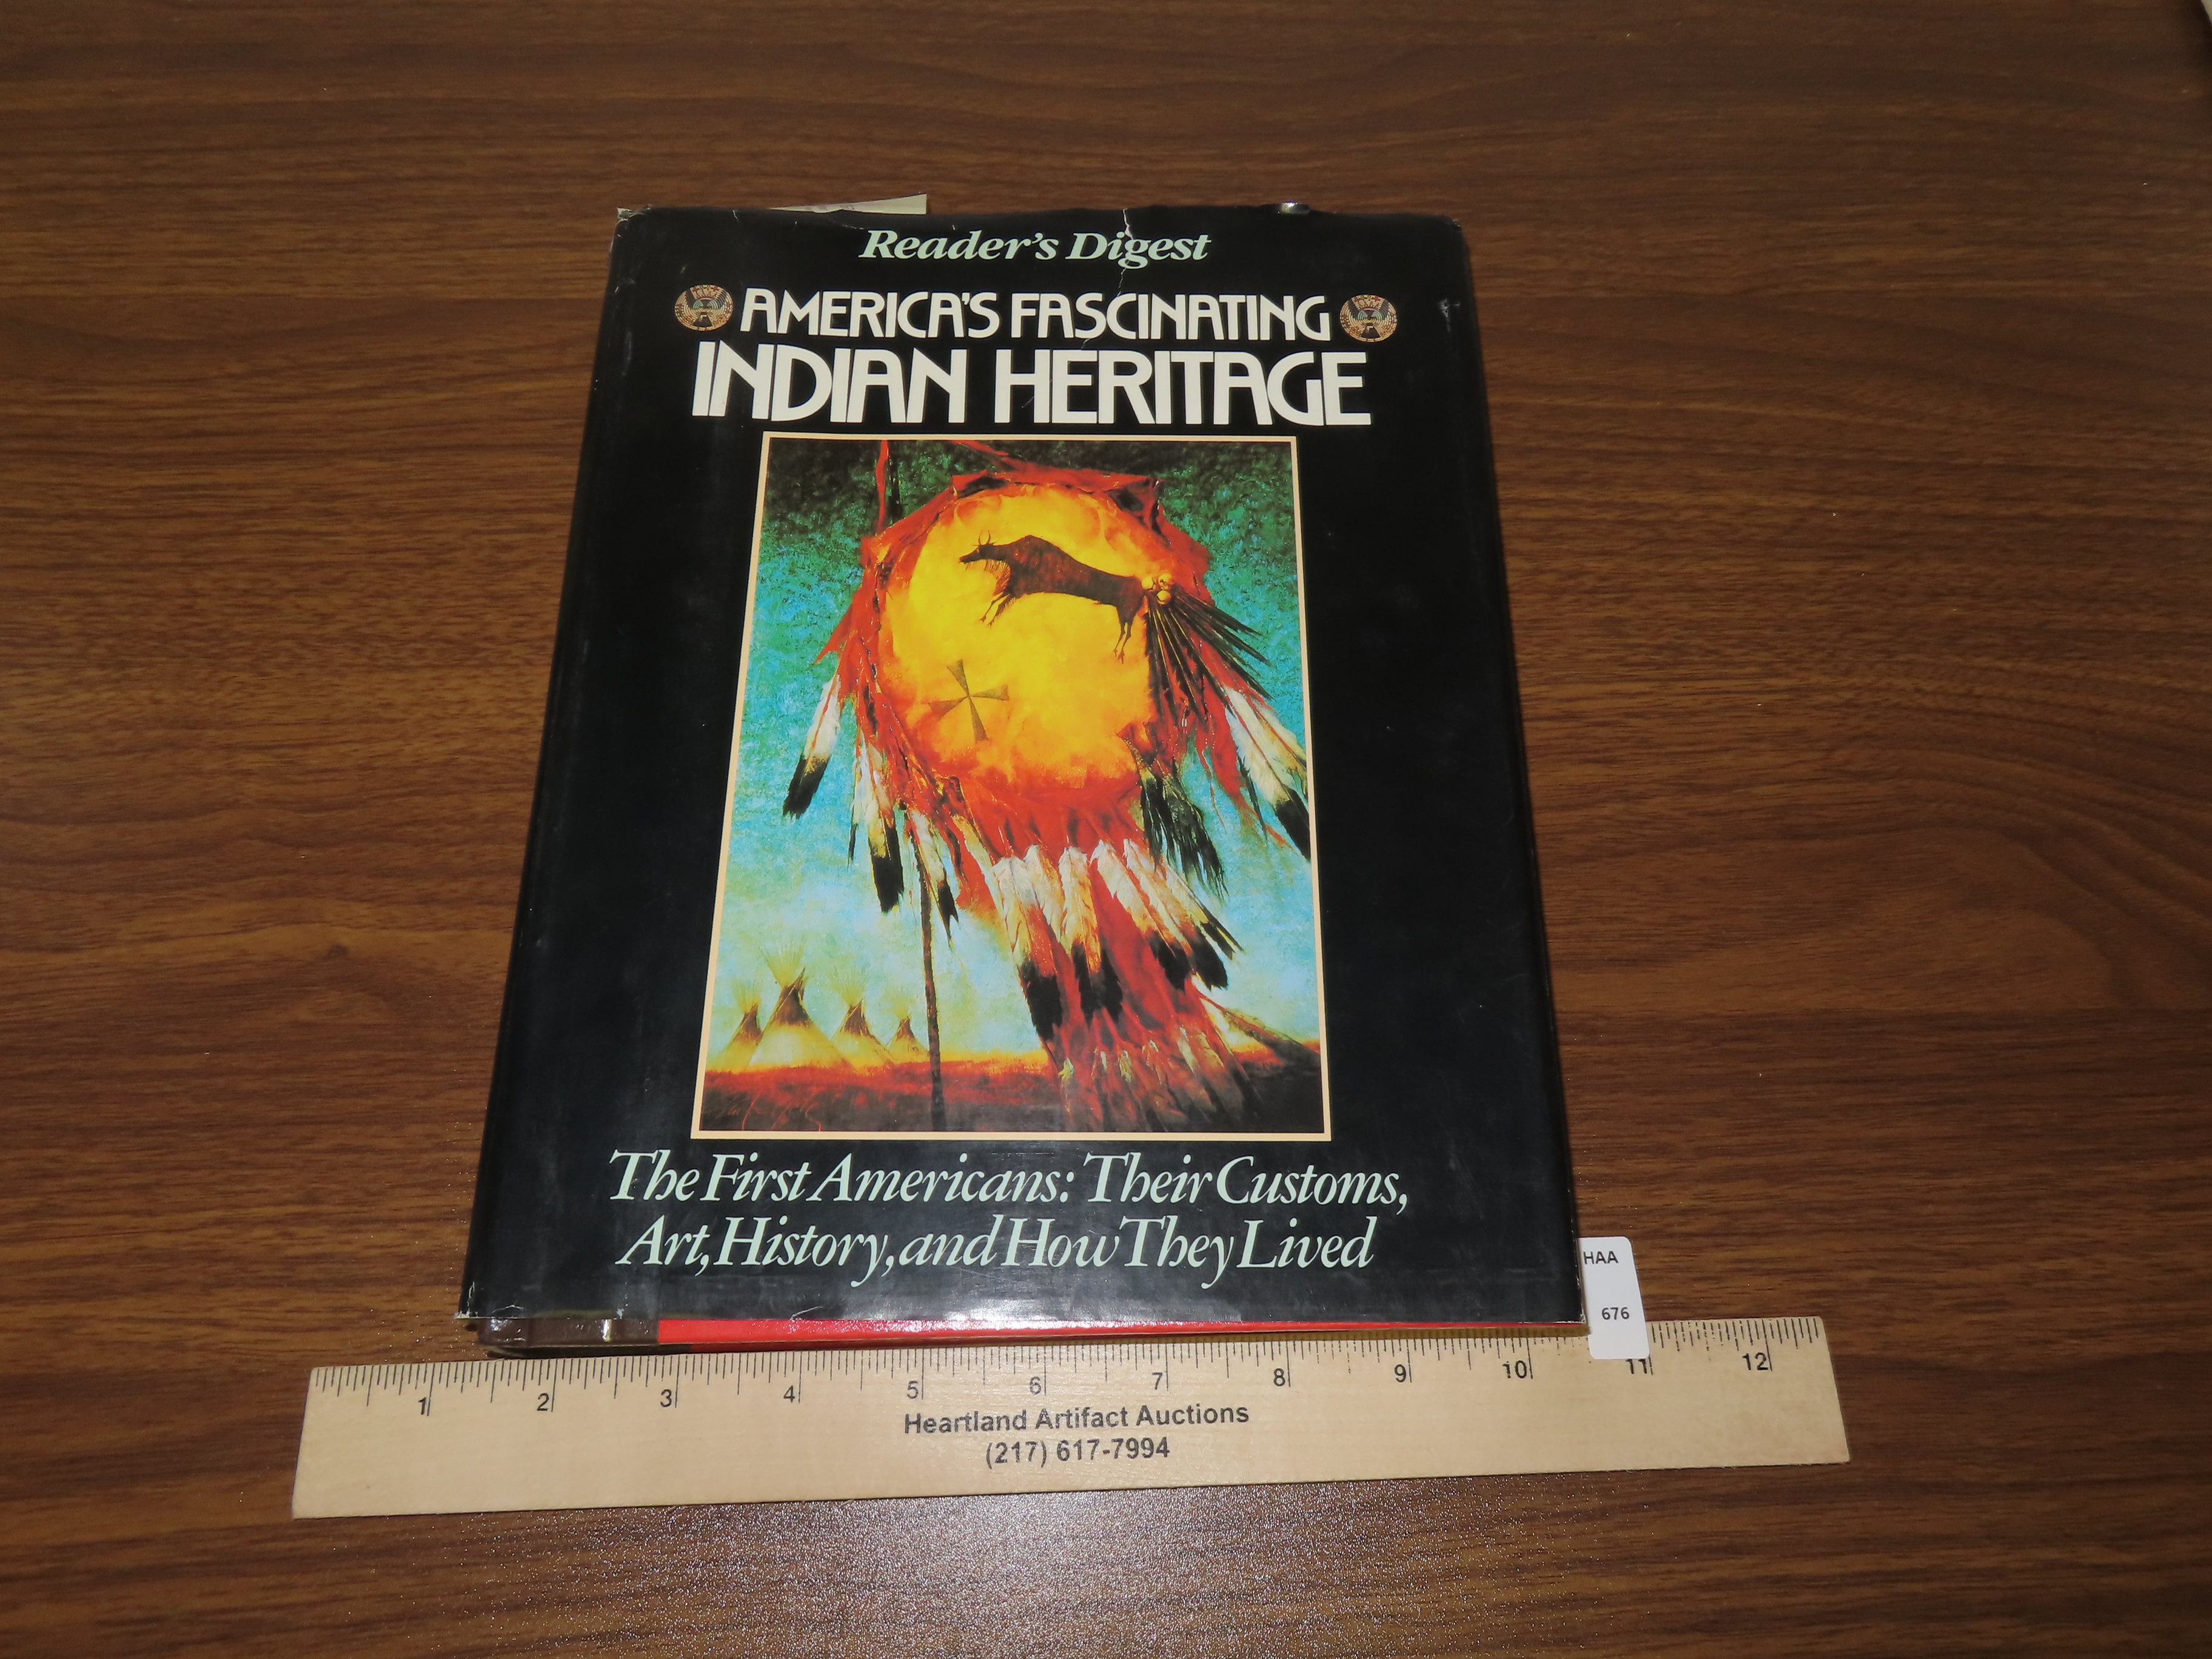 Reader's Digest
AMERICA'S FASCINATING
INDIAN HERITAGE
The First Americans: Their Customs,
Art, History, and How They Lived
HAA
676
1 2 3 4 5 6 7 8 9 10 11 12
Heartland Artifact Auctions
(217) 617-7994